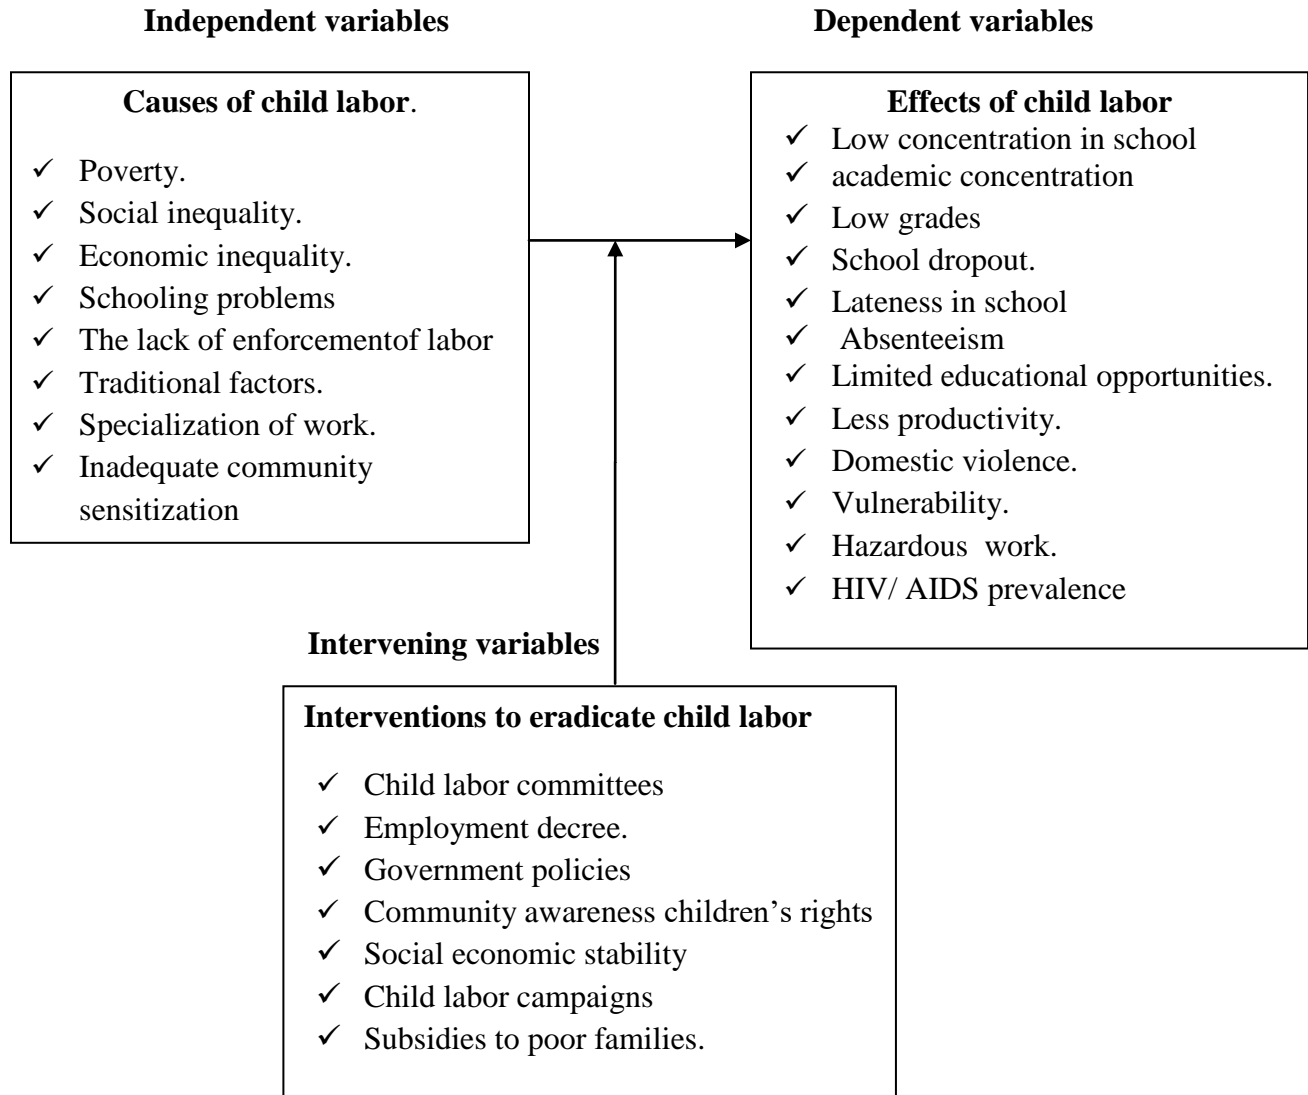 Independent variables
Dependent variables
Causes of child labor.
✓ Poverty.
✓ Social inequality.
✓ Economic inequality.
✓ Schooling problems
✓ The lack of enforcementof labor
✓ Traditional factors.
✓ Specialization of work.
✓ Inadequate community
sensitization
Effects of child labor
✓ Low concentration in school
✓ academic concentration
✓ Low grades
✓ School dropout.
✓ Lateness in school
✓ Absenteeism
✓ Limited educational opportunities.
✓ Less productivity.
✓ Domestic violence.
✓ Vulnerability.
✓ Hazardous work.
✓ HIV/ AIDS prevalence
Intervening variables
Interventions to eradicate child labor
✓ Child labor committees
✓ Employment decree.
✓ Government policies
✓ Community awareness children’s rights
✓ Social economic stability
✓ Child labor campaigns
✓ Subsidies to poor families.